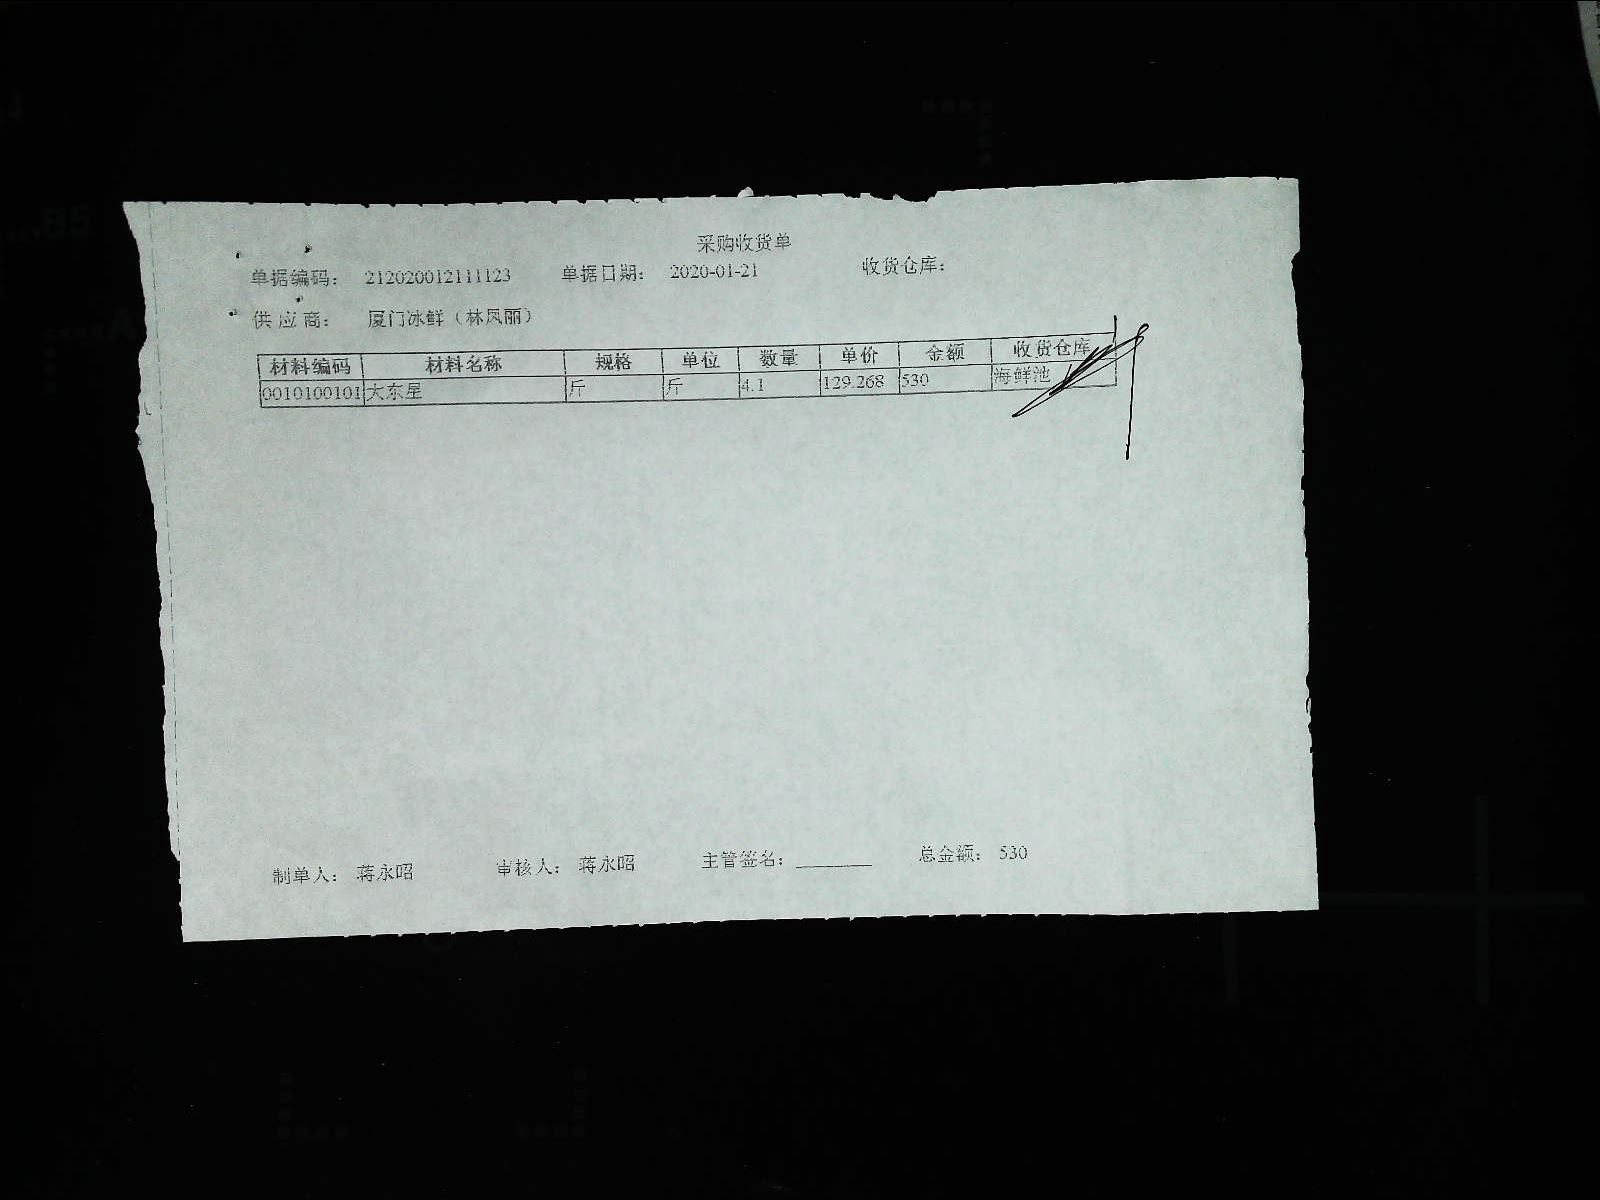 采购收货单
单据编码： 212020012111123 单据日期： 2020-01-21 收货仓库：
供 应 商： 厦门冰鲜（林凤丽）
材料编码 材料名称 规格 单位 数量 单价 金额 收货仓库
0010100101 大东星 斤 斤 4.1 129.268 530 海鲜池
制单人： 蒋永昭 审核人： 蒋永昭 主管签名： 总金额： 530